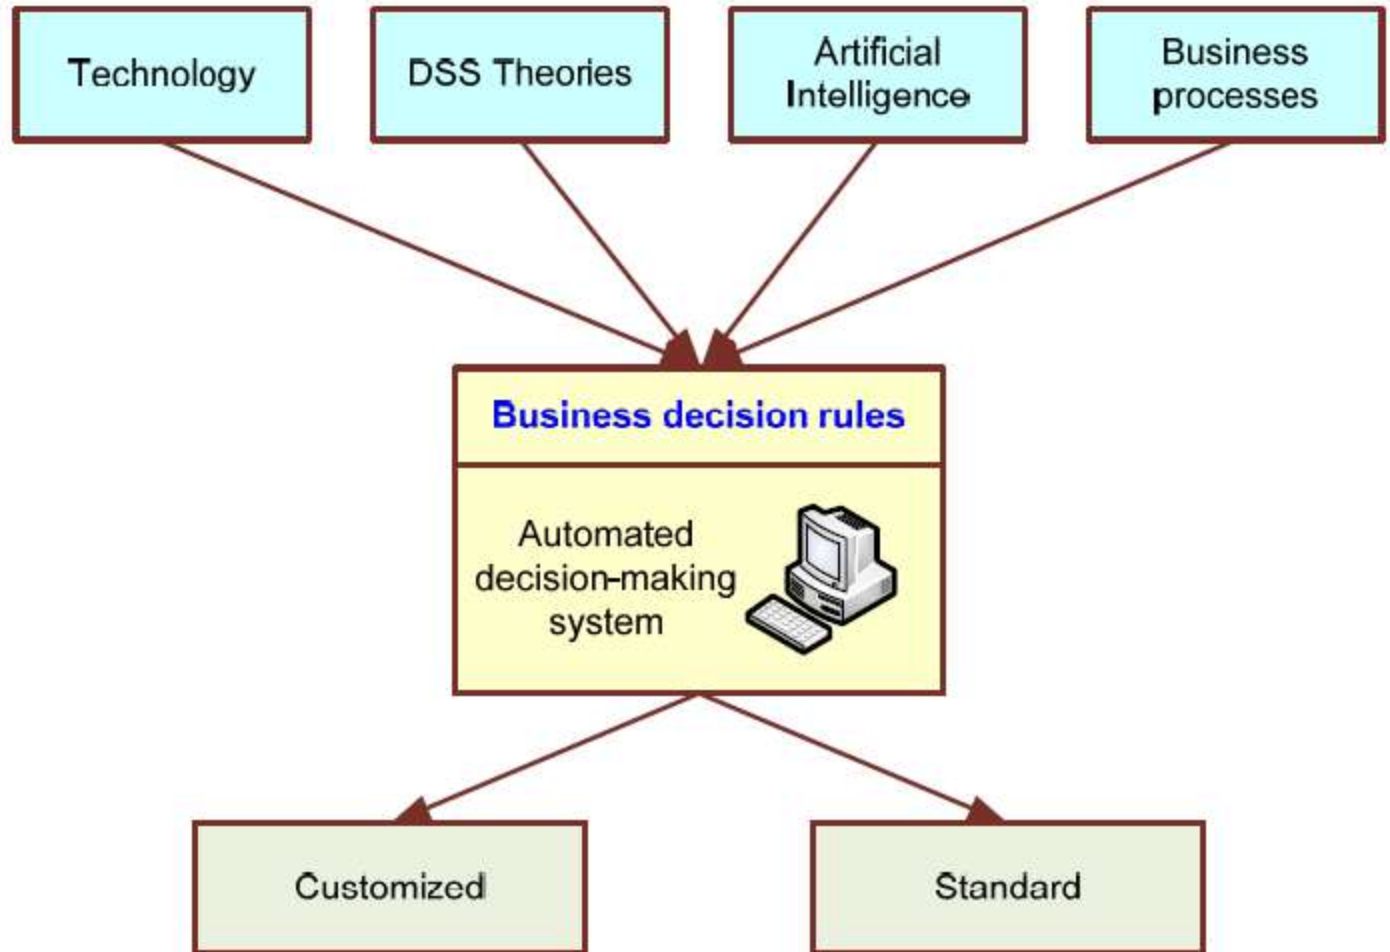 Technology
DSS Theories
Artificial
Intelligence
Business
processes
Business decision rules
Automated
decision-making
system
Customized
Standard